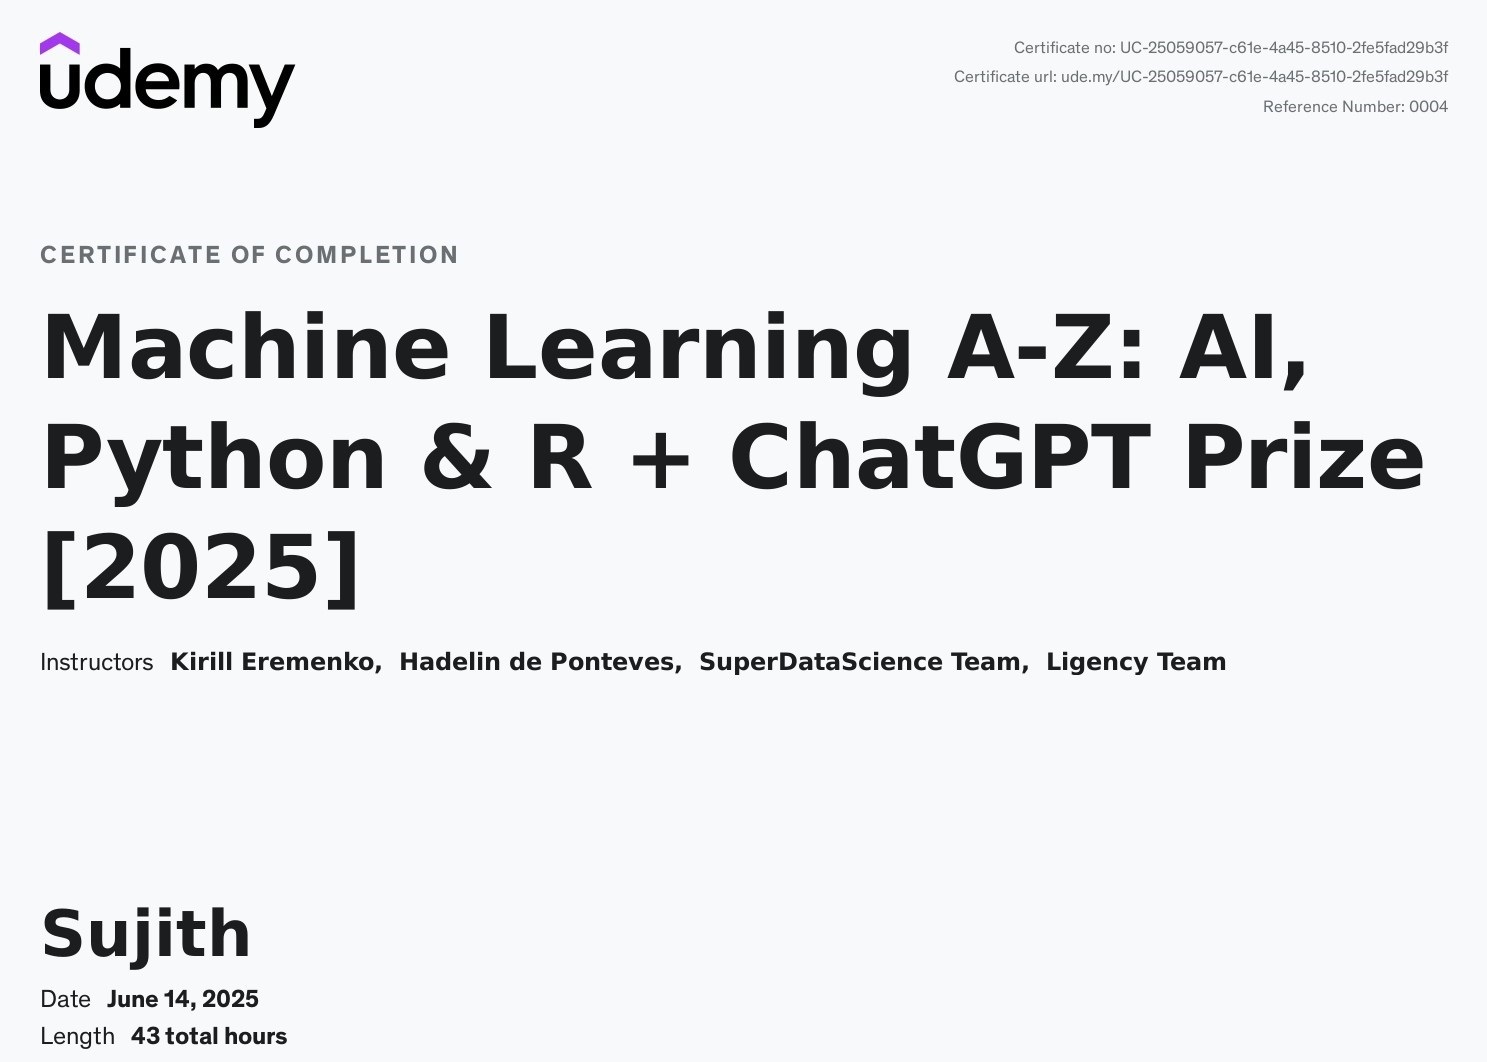 udemy
Certificate no: UC-25059057-c61e-4a45-8510-2fe5fad29b3f
Certificate url: ude.my/UC-25059057-c61e-4a45-8510-2fe5fad29b3f
Reference Number: 0004
CERTIFICATE OF COMPLETION
Machine Learning A-Z: AI,
Python & R + ChatGPT Prize
[2025]
Instructors Kirill Eremenko, Hadelin de Ponteves, SuperDataScience Team, Ligency Team
Sujith
Date June 14, 2025
Length 43 total hours